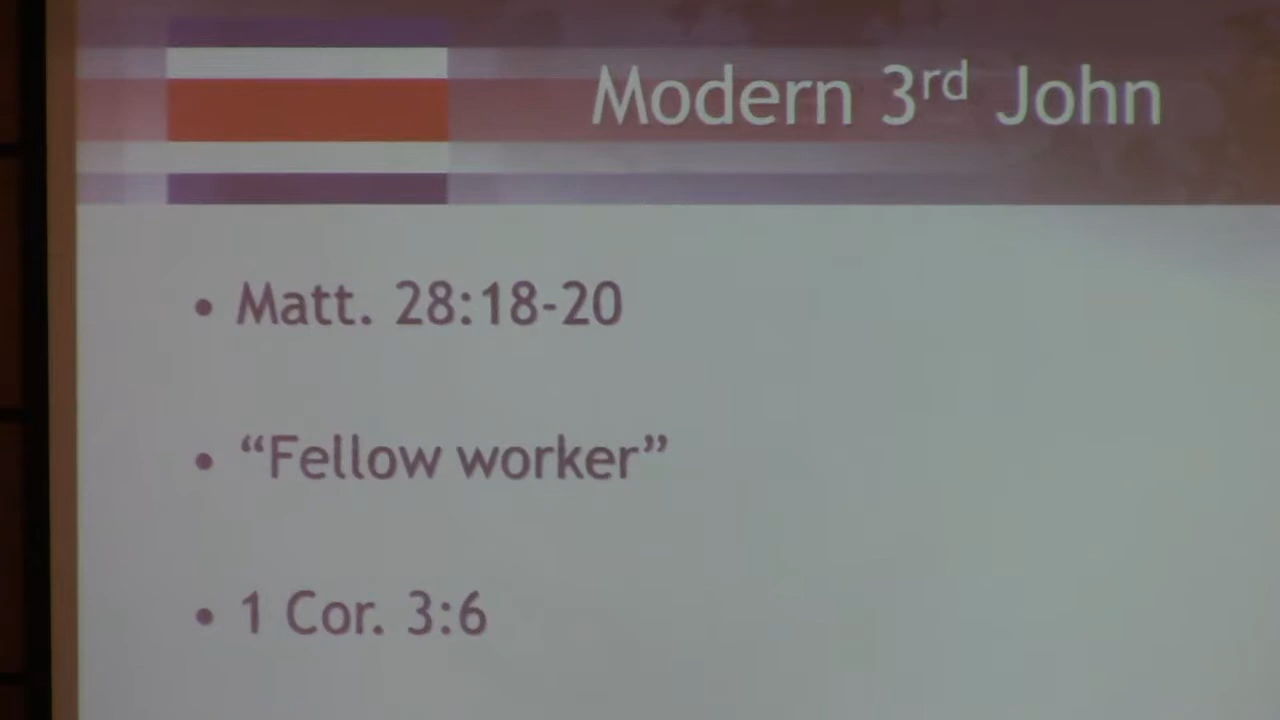 Modern 3rd John
• Matt. 28:18-20
• “Fellow worker”
• 1 Cor. 3:6